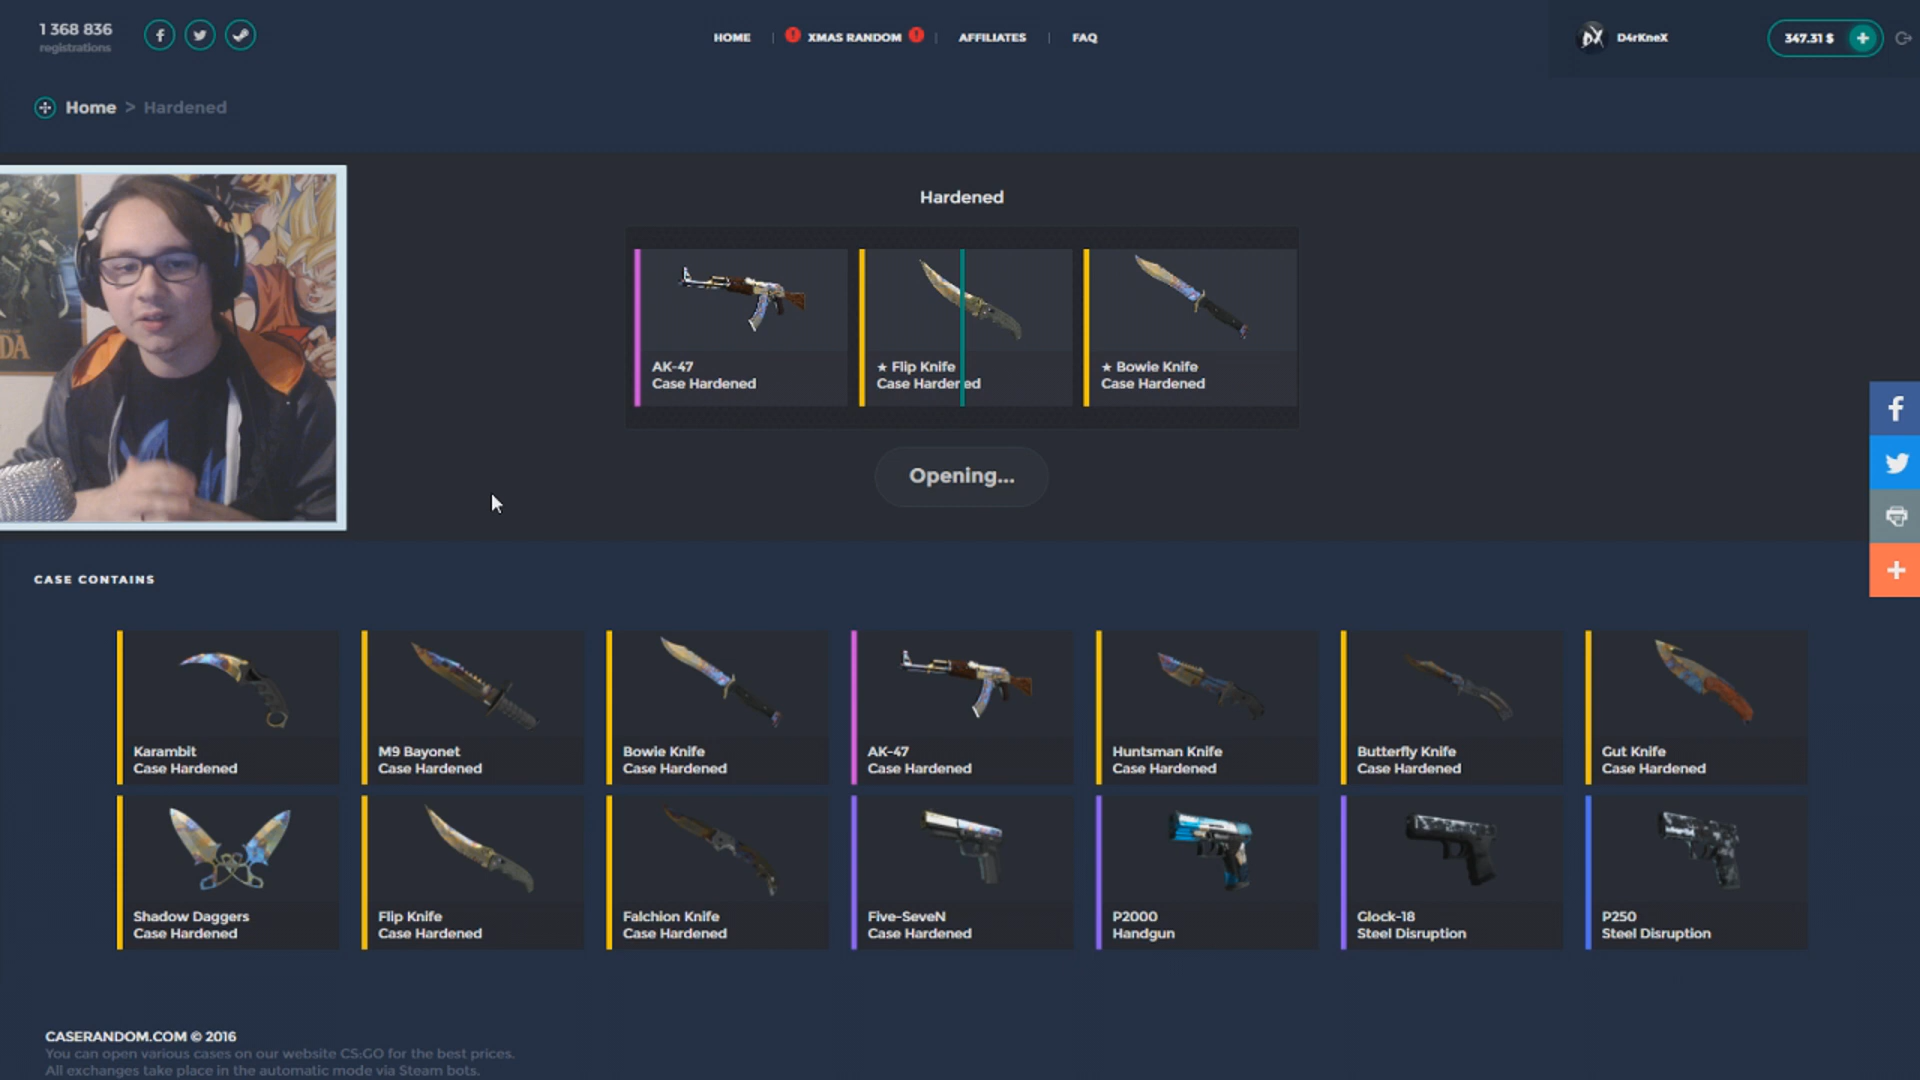 1 368 836
registrations
HOME | XMAS RANDOM | AFFILIATES | FAQ
D4rKneX
347.31 $
Home > Hardened
DA
Hardened
AK-47
Case Hardened
★ Flip Knife
Case Hardened
★ Bowie Knife
Case Hardened
Opening...
CASE CONTAINS
Karambit
Case Hardened
M9 Bayonet
Case Hardened
Bowie Knife
Case Hardened
AK-47
Case Hardened
Huntsman Knife
Case Hardened
Butterfly Knife
Case Hardened
Gut Knife
Case Hardened
Shadow Daggers
Case Hardened
Flip Knife
Case Hardened
Falchion Knife
Case Hardened
Five-SeveN
Case Hardened
P2000
Handgun
Glock-18
Steel Disruption
P250
Steel Disruption
CASERANDOM.COM © 2016
You can open various cases on our website CS:GO for the best prices.
All exchanges take place in the automatic mode via Steam bots.